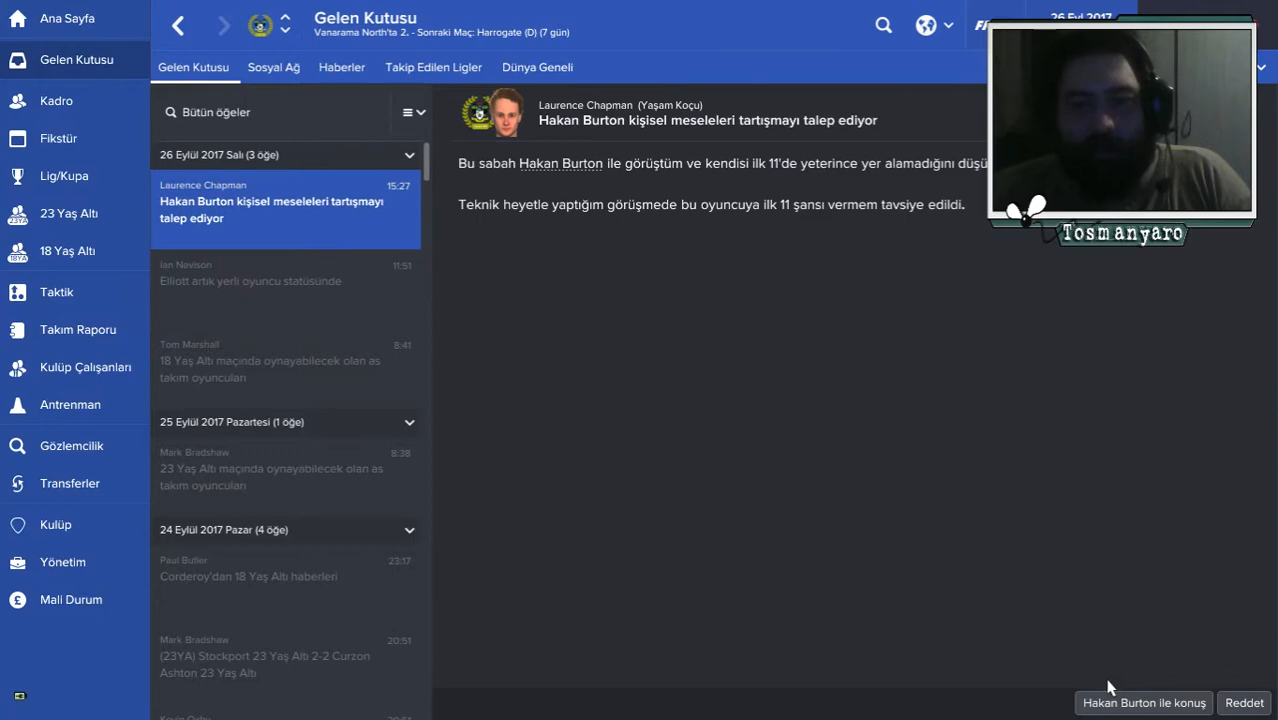 Ana Sayfa
Gelen Kutusu
Kadro
Fikstür
Lig/Kupa
23YA
23 Yaş Altı
18YA
18 Yaş Altı
Taktik
Takım Raporu
Kulüp Çalışanları
Antrenman
Gözlemcilik
Transferler
Kulüp
Yönetim
Mali Durum
Gelen Kutusu
Vanarama North'ta 2. - Sonraki Maç: Harrogate (D) (7 gün)
26 Eyl 2017
Gelen Kutusu Sosyal Ağ Haberler Takip Edilen Ligler Dünya Geneli
Bütün öğeler
26 Eylül 2017 Salı (3 öğe)
Laurence Chapman 15:27
Hakan Burton kişisel meseleleri tartışmayı
talep ediyor
Ian Nevison 11:51
Elliott artık yerli oyuncu statüsünde
Tom Marshall 8:41
18 Yaş Altı maçında oynayabilecek olan as
takım oyuncuları
25 Eylül 2017 Pazartesi (1 öğe)
Mark Bradshaw 8:38
23 Yaş Altı maçında oynayabilecek olan as
takım oyuncuları
24 Eylül 2017 Pazar (4 öğe)
Paul Butler 23:17
Corderoy'dan 18 Yaş Altı haberleri
Mark Bradshaw 20:51
(23YA) Stockport 23 Yaş Altı 2-2 Curzon
Ashton 23 Yaş Altı
Laurence Chapman (Yaşam Koçu)
Hakan Burton kişisel meseleleri tartışmayı talep ediyor
Bu sabah Hakan Burton ile görüştüm ve kendisi ilk 11'de yeterince yer alamadığını düşü
Teknik heyetle yaptığım görüşmede bu oyuncuya ilk 11 şansı vermem tavsiye edildi.
Tosmanyaro
Hakan Burton ile konuş Reddet